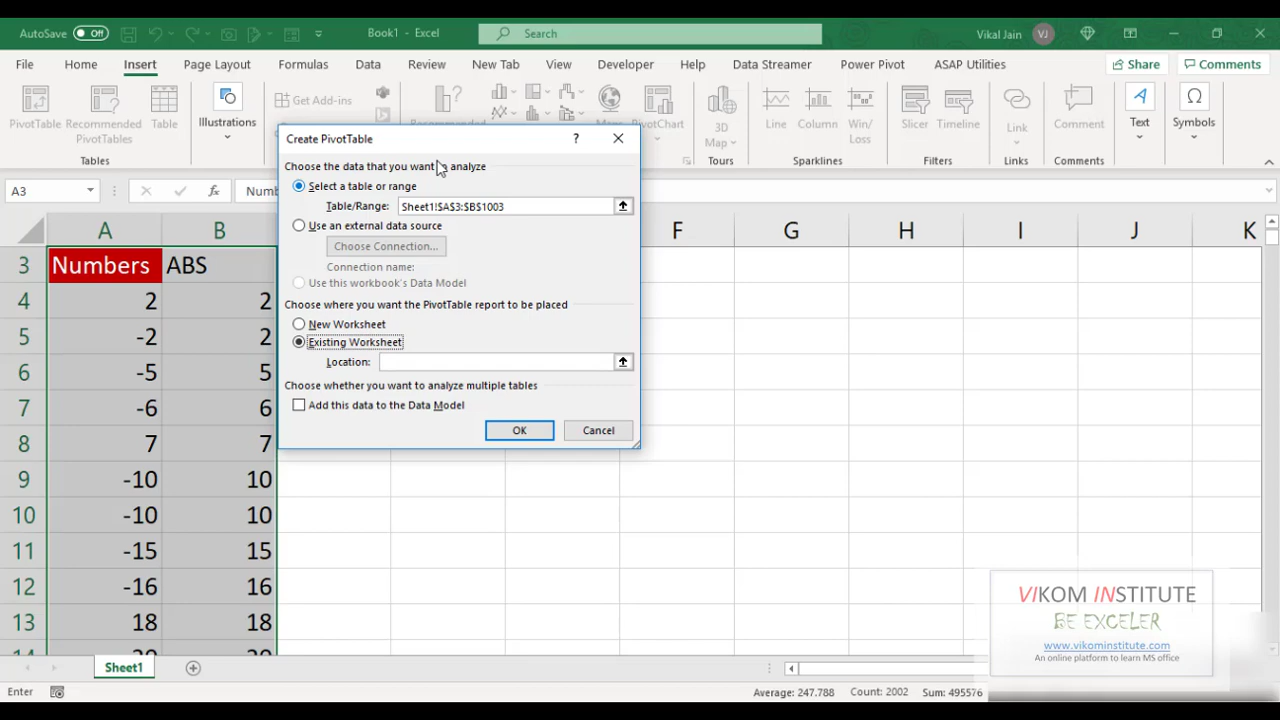 AutoSave Off Book1 - Excel Search Vikal Jain VJ
File Home Insert Page Layout Formulas Data Review New Tab View Developer Help Data Streamer Power Pivot ASAP Utilities Share Comments
PivotTable Recommended PivotTables Table Illustrations Get Add-ins PivotChart 3D Map Line Column Win/Loss Slicer Timeline Link Comment Text Symbols
Tables Tours Sparklines Filters Comments
A3
Create PivotTable ? 
Choose the data that you want to analyze
Select a table or range
Table/Range: Sheet1!$A$3:$B$1003
Use an external data source
Choose Connection...
Connection name:
Use this workbook's Data Model
Choose where you want the PivotTable report to be placed
New Worksheet
Existing Worksheet
Location:
Choose whether you want to analyze multiple tables
Add this data to the Data Model
OK Cancel
A B F G H I J K
3 Numbers ABS
4 2 2
5 -2 2
6 -5 5
7 -6 6
8 7 7
9 -10 10
10 -10 10
11 -15 15
12 -16 16
13 18 18
VIKOM INSTITUTE
BE EXCELER
www.vikominstitute.com
An online platform to learn MS office
Sheet1
Enter Average: 247.788 Count: 2002 Sum: 495576